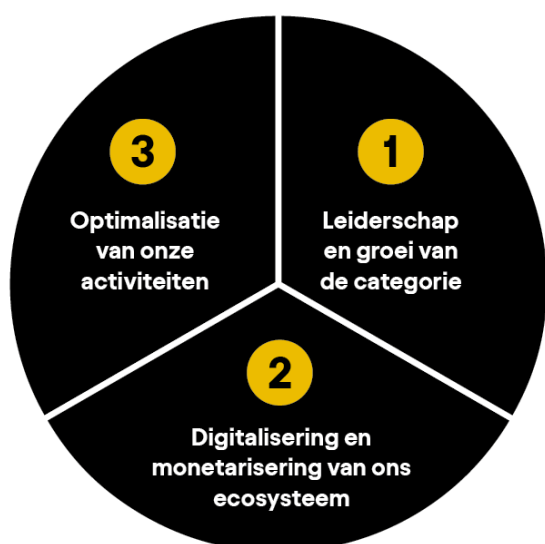 3
Optimalisatie
van onze
activiteiten
1
Leiderschap
en groei van
de categorie
2
Digitalisering en
monetarisering van ons
ecosysteem